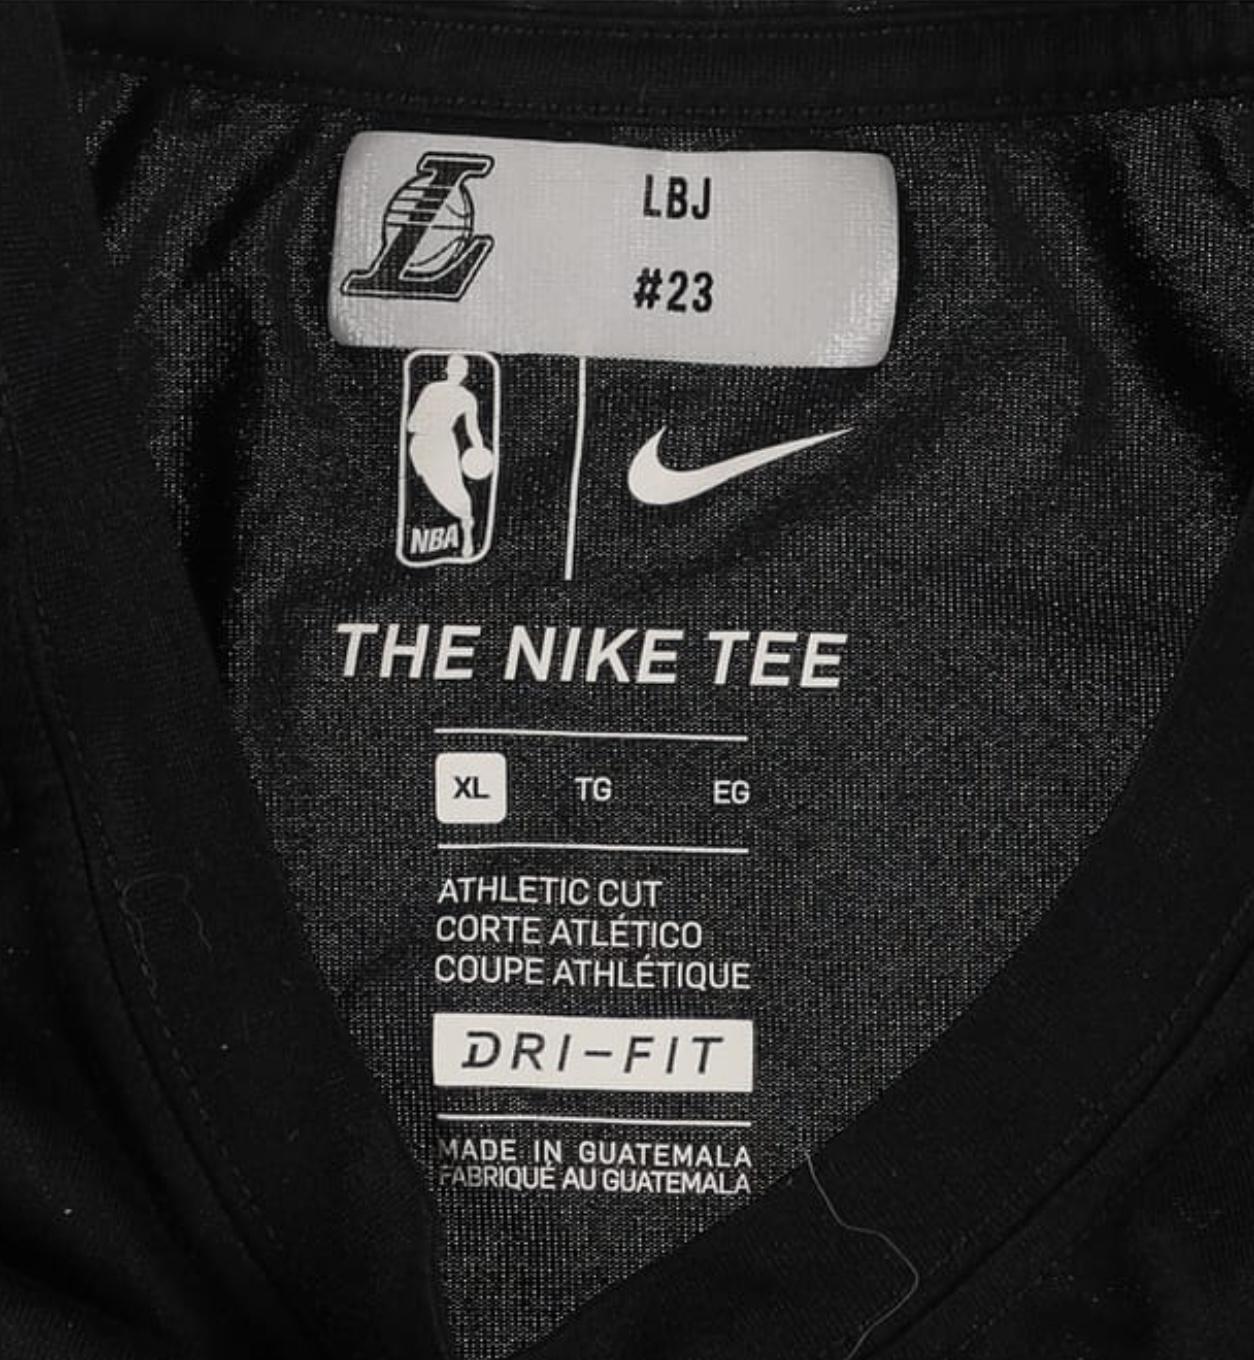 LBJ
#23
NBA
THE NIKE TEE
XL TG EG
ATHLETIC CUT
CORTE ATLÉTICO
COUPE ATHLÉTIQUE
DRI-FIT
MADE IN GUATEMALA
FABRIQUÉ AU GUATEMALA